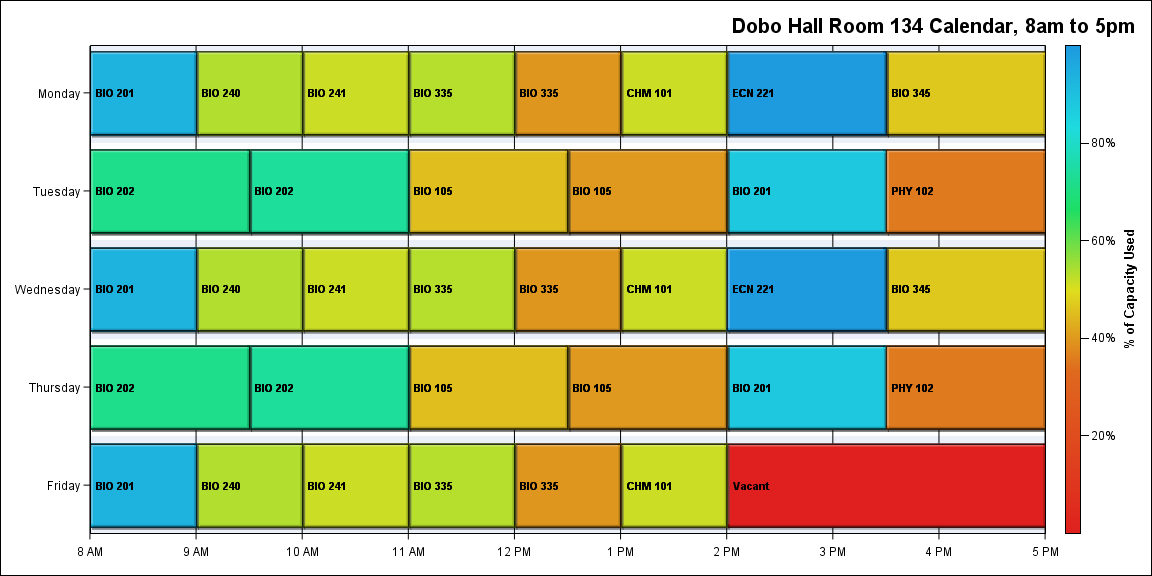 Dobo Hall Room 134 Calendar, 8am to 5pm
Monday BIO 201 BIO 240 BIO 241 BIO 335 BIO 335 CHM 101 ECN 221 BIO 345
Tuesday BIO 202 BIO 202 BIO 105 BIO 105 BIO 201 PHY 102
Wednesday BIO 201 BIO 240 BIO 241 BIO 335 BIO 335 CHM 101 ECN 221 BIO 345
Thursday BIO 202 BIO 202 BIO 105 BIO 105 BIO 201 PHY 102
Friday BIO 201 BIO 240 BIO 241 BIO 335 BIO 335 CHM 101 Vacant
8 AM 9 AM 10 AM 11 AM 12 PM 1 PM 2 PM 3 PM 4 PM 5 PM
80%
60%
40%
20%
% of Capacity Used